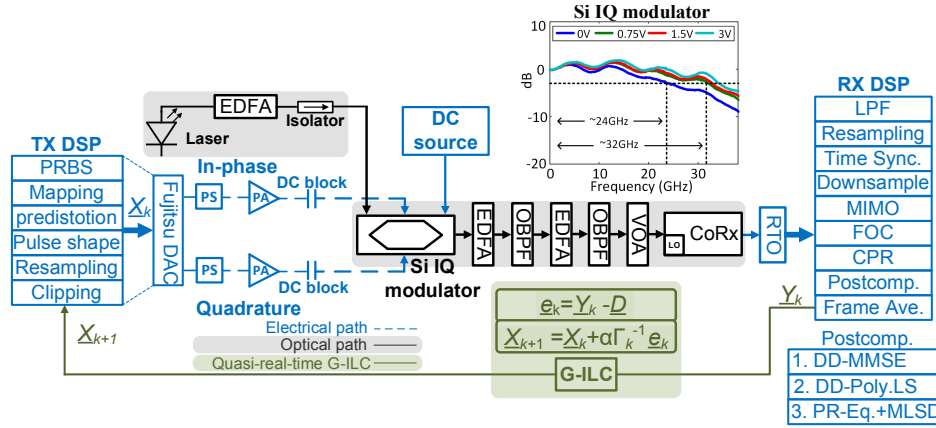 Si IQ modulator
0V 0.75V 1.5V 3V
10
0
-10
-20
dB
~24GHz
~32GHz
0 10 20 30
Frequency (GHz)
EDFA
Isolator
Laser
DC
source
TX DSP
PRBS
Mapping
predistotion
Pulse shape
Resampling
Clipping
X_k
Fujitsu DAC
In-phase
PS
PA
DC block
PS
PA
DC block
Quadrature
Si IQ
modulator
EDFA
OBPF
EDFA
OBPF
VOA
LO
CoRx
RTO
RX DSP
LPF
Resampling
Time Sync.
Downsample
MIMO
FOC
CPR
Postcomp.
Frame Ave.
Y_k
e_k=Y_k -D
X_{k+1} =X_k+αΓ_k^{-1} e_k
G-ILC
X_{k+1}
Electrical path
Optical path
Quasi-real-time G-ILC
Postcomp.
1. DD-MMSE
2. DD-Poly.LS
3. PR-Eq.+MLSD